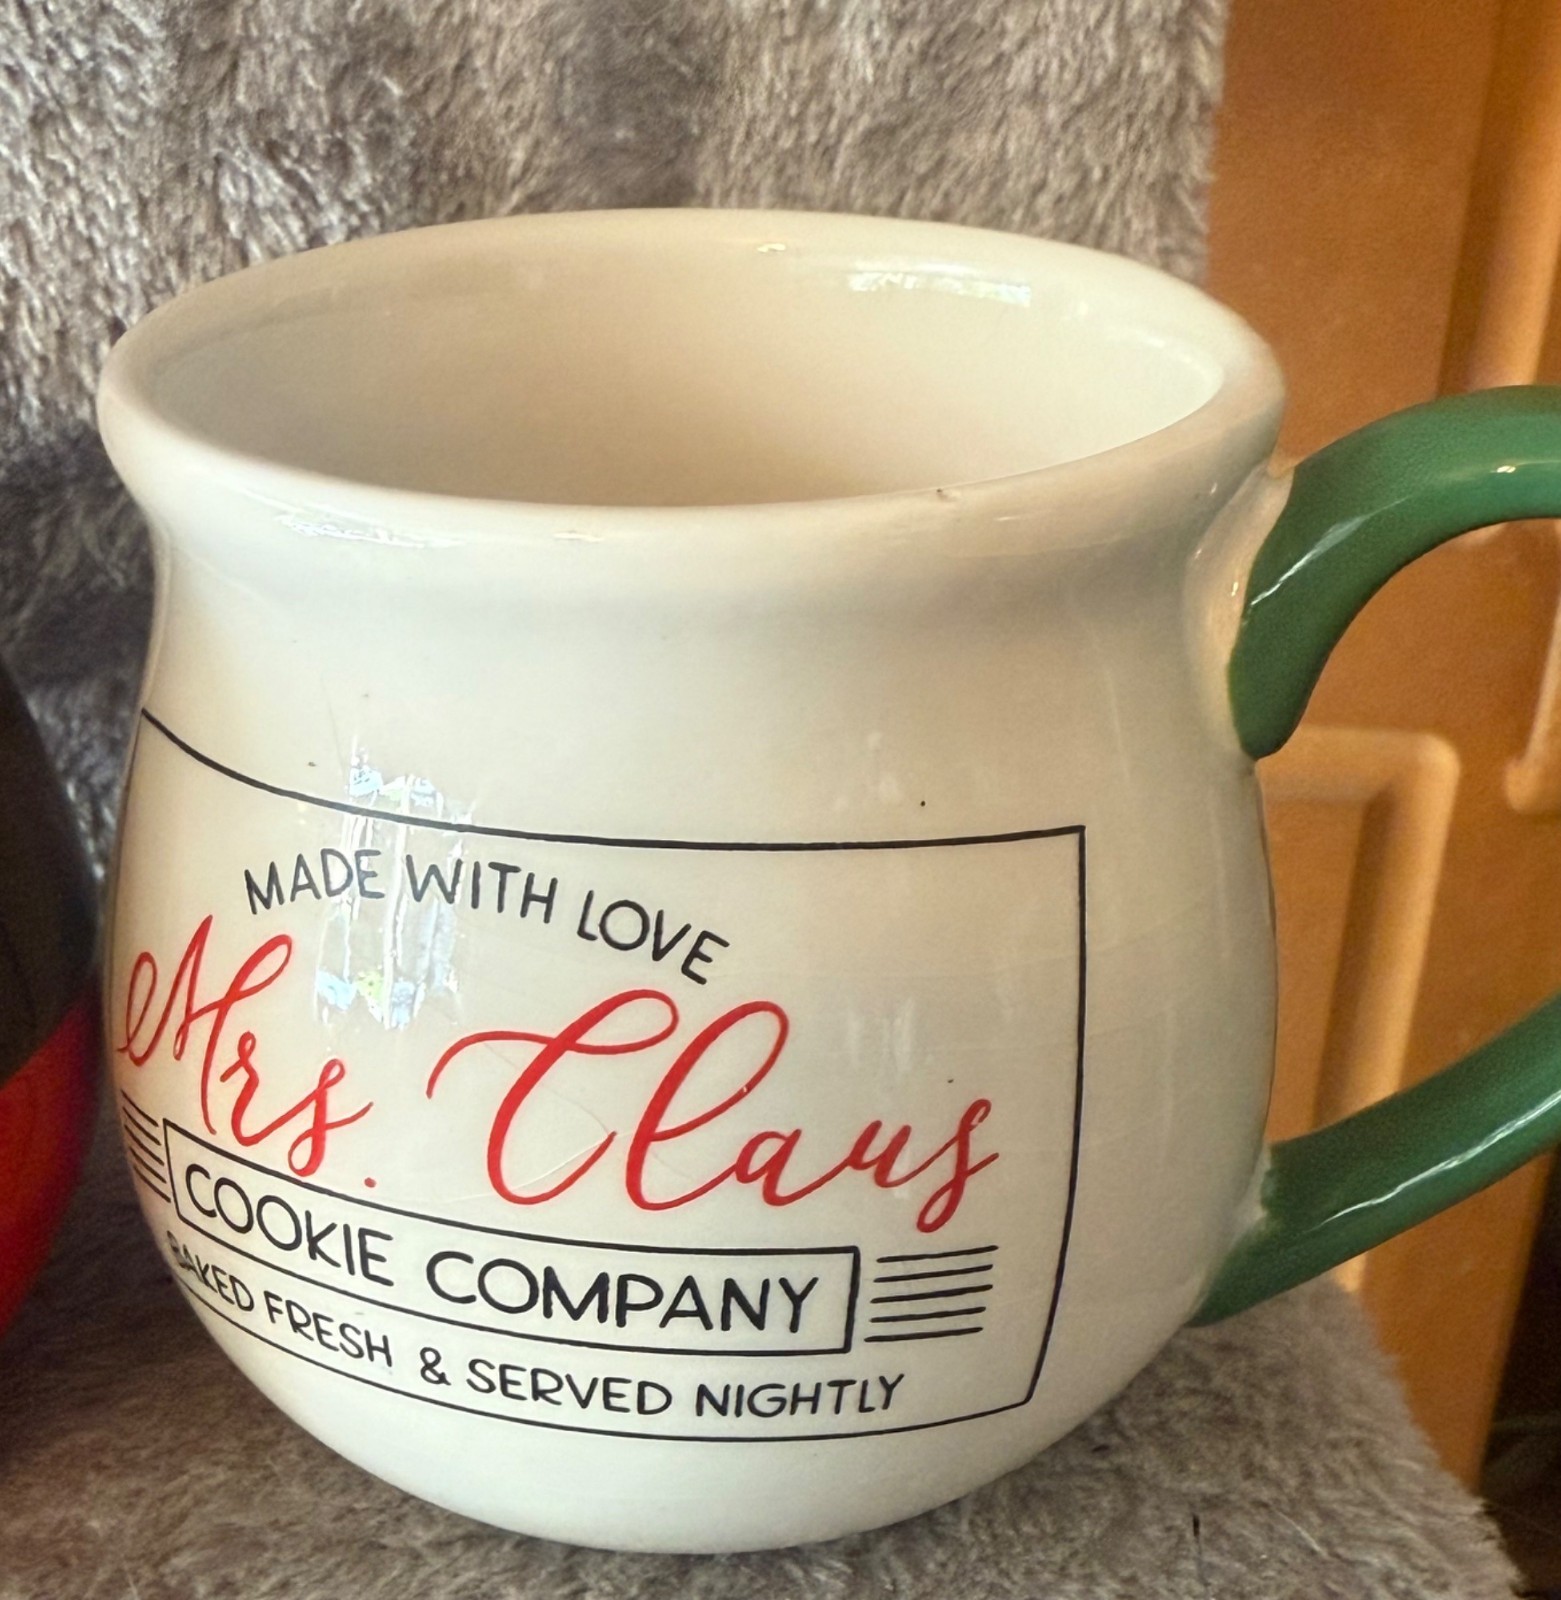 MADE WITH LOVE
Mrs. Claus
COOKIE COMPANY
BAKED FRESH & SERVED NIGHTLY